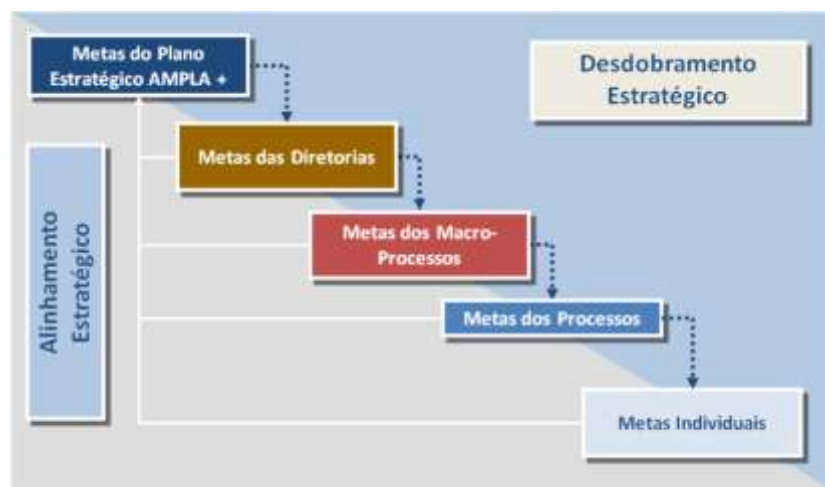 Metas do Plano
Estratégico AMPLA +
Desdobramento
Estratégico
Metas das Diretorias
Alinhamento
Estratégico
Metas dos Macro-
Processos
Metas dos Processos
Metas Individuais